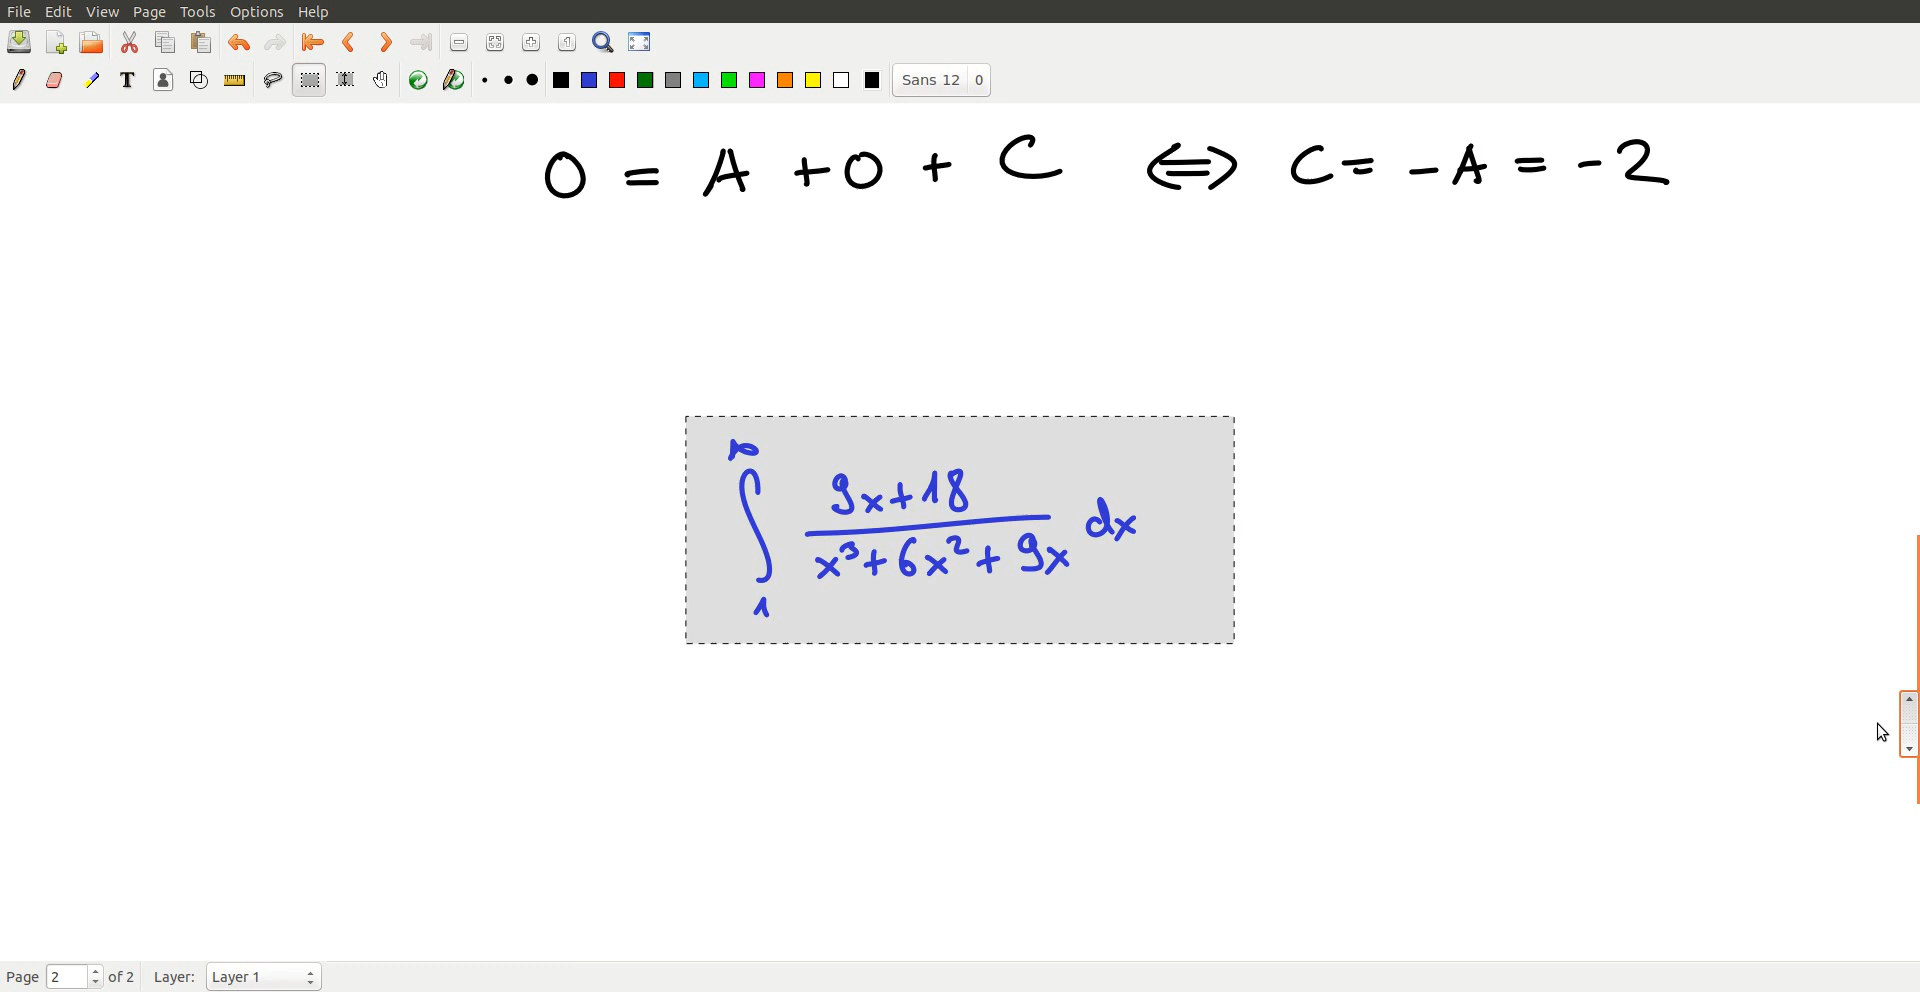 File Edit View Page Tools Options Help
T Sans 12 0
0 = A + 0 + C ⟺ C = -A = -2
∞
∫ 9x+18 dx
x³+6x²+9x
1
Page 2 of 2 Layer: Layer 1